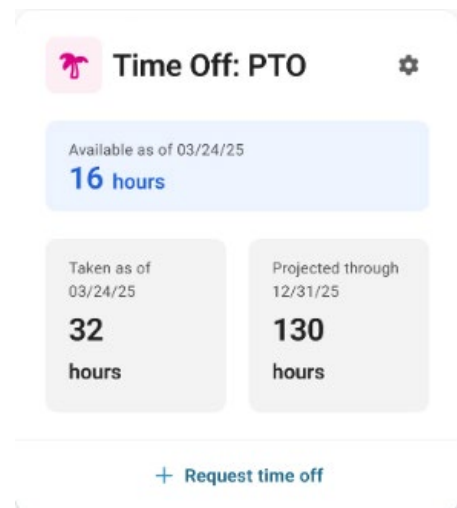 Time Off: PTO
Available as of 03/24/25
16 hours
Taken as of
03/24/25
32
hours
Projected through
12/31/25
130
hours
+ Request time off